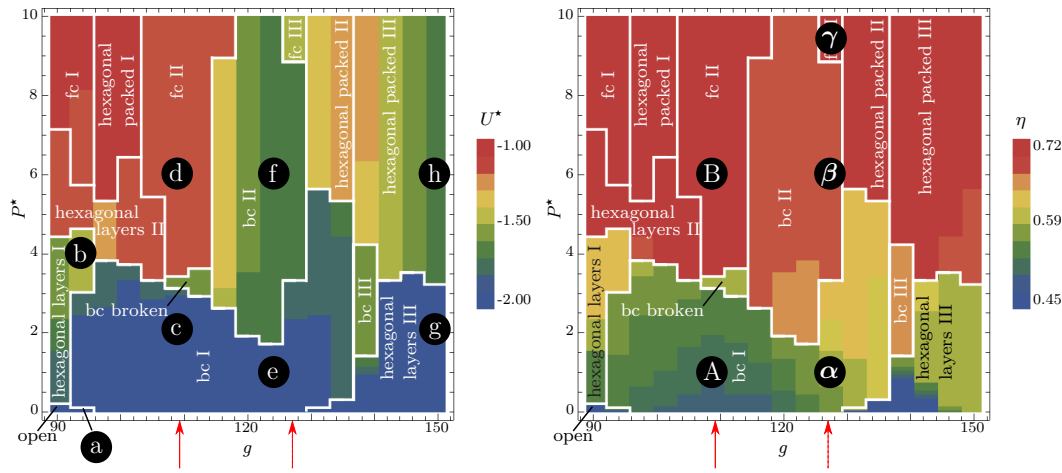 10
8
6
4
2
0
P*
fc I
hexagonal
packed I
fc II
fc III
hexagonal packed II
hexagonal packed III
bc II
hexagonal
layers II
hexagonal layers I
bc broken
bc I
bc III
hexagonal
layers III
open
a
b
c
d
e
f
g
h
90
120
150
g
U*
-1.00
-1.50
-2.00
10
8
6
4
2
0
P*
fc I
hexagonal
packed I
fc II
fc III
hexagonal packed II
hexagonal packed III
bc II
hexagonal
layers II
hexagonal layers I
bc broken
bc I
bc III
hexagonal
layers III
open
A
B
α
β
γ
90
120
150
g
η
0.72
0.59
0.45